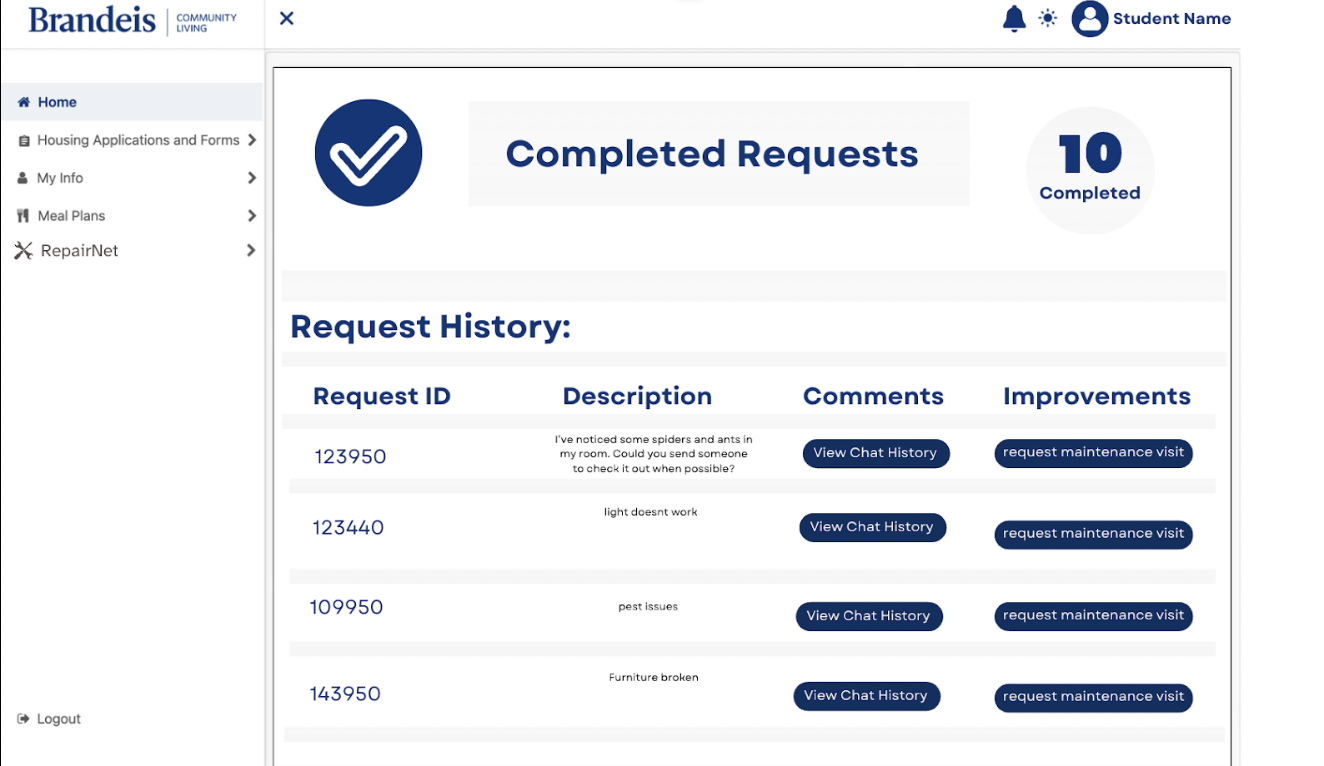 Brandeis
COMMUNITY
LIVING
Student Name
Home
Housing Applications and Forms
My Info
Meal Plans
RepairNet
Logout
Completed Requests
10
Completed
Request History:
Request ID Description Comments Improvements
123950
I've noticed some spiders and ants in
my room. Could you send someone
to check it out when possible?
View Chat History
request maintenance visit
123440
light doesnt work
View Chat History
request maintenance visit
109950
pest issues
View Chat History
request maintenance visit
143950
Furniture broken
View Chat History
request maintenance visit